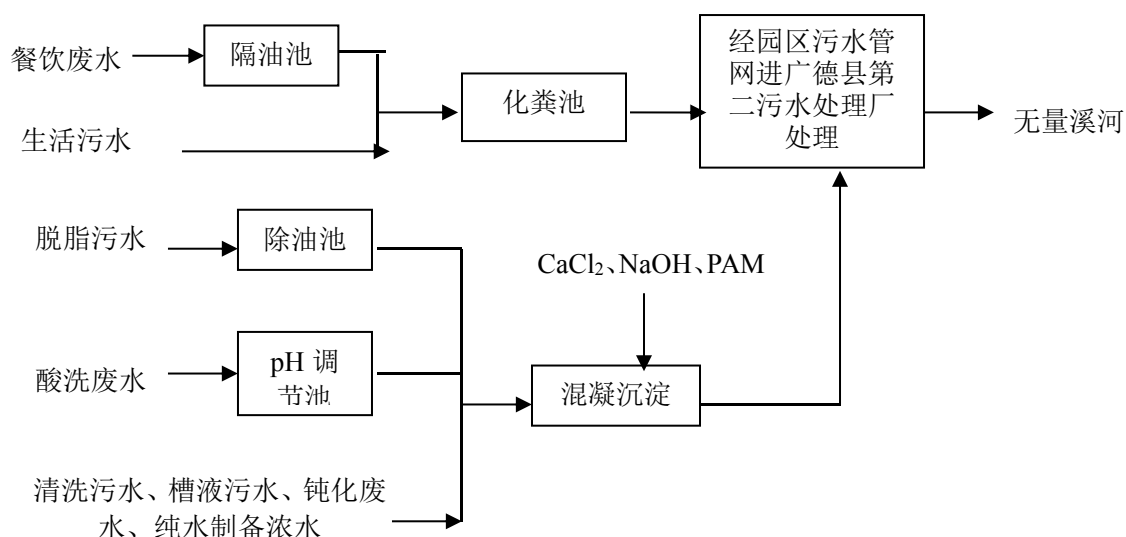 餐饮废水
隔油池
生活污水
化粪池
经园区污水管
网进广德县第
二污水处理厂
处理
无量溪河
脱脂污水
除油池
CaCl₂、NaOH、PAM
酸洗废水
pH 调
节池
混凝沉淀
清洗污水、槽液污水、钝化废
水、纯水制备浓水